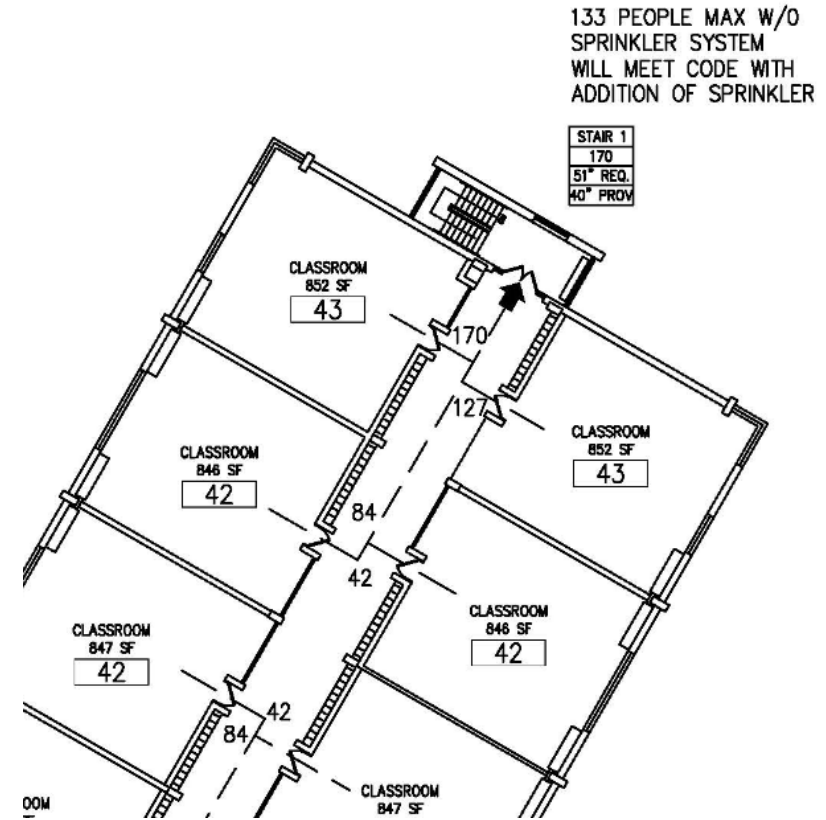 133 PEOPLE MAX W/O
SPRINKLER SYSTEM
WILL MEET CODE WITH
ADDITION OF SPRINKLER
STAIR 1
170
51" REQ.
40" PROV
CLASSROOM
852 SF
43
170
127
CLASSROOM
852 SF
43
CLASSROOM
846 SF
42
84
42
CLASSROOM
846 SF
42
CLASSROOM
847 SF
42
42
84
CLASSROOM
847 SF
OOM